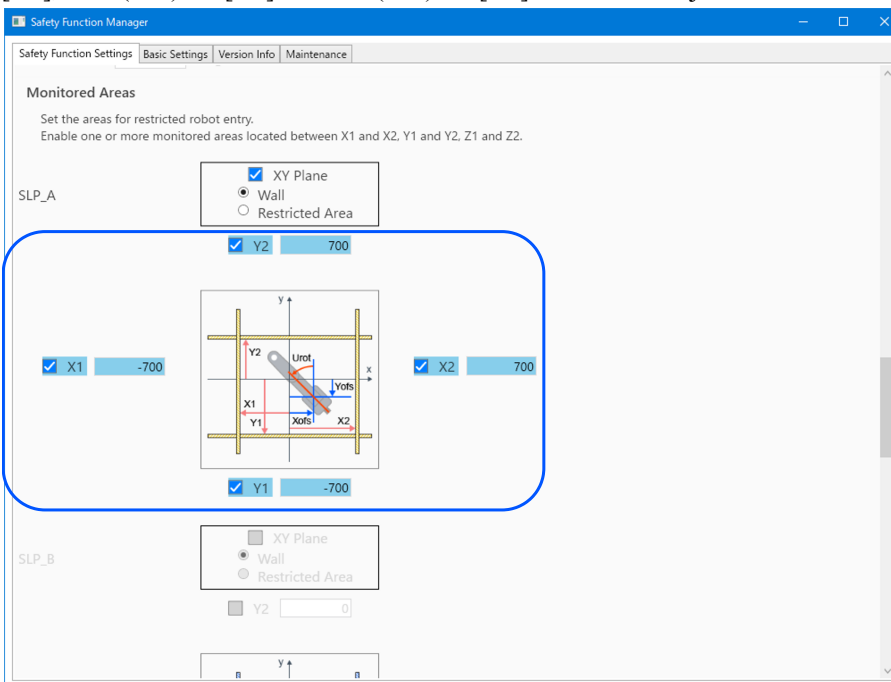 Safety Function Manager
Safety Function Settings Basic Settings Version Info Maintenance
Monitored Areas
Set the areas for restricted robot entry.
Enable one or more monitored areas located between X1 and X2, Y1 and Y2, Z1 and Z2.
SLP_A
XY Plane
Wall
Restricted Area
Y2 700
y
Y2
Urot
x
X1 -700
X2 700
Yofs
X1
Y1
Xofs
X2
Y1 -700
SLP_B
XY Plane
Wall
Restricted Area
Y2 0
y